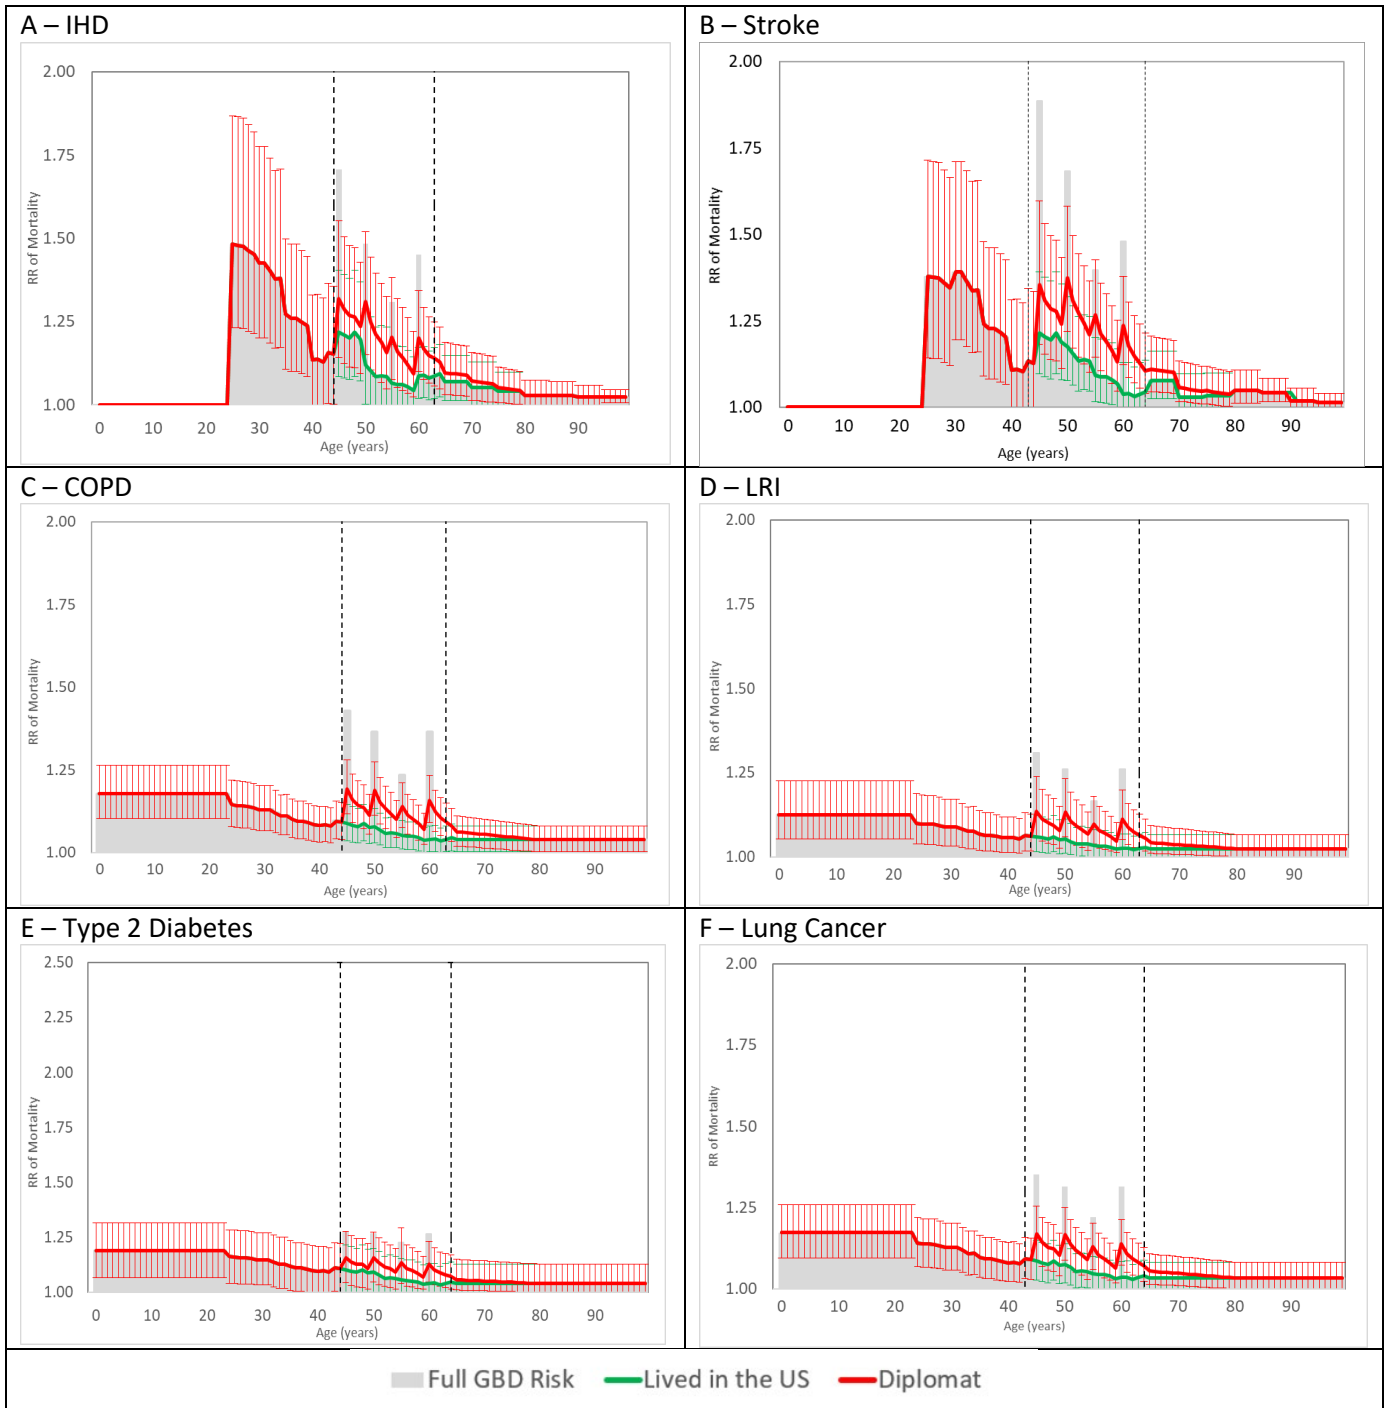 A – IHD
2.00
1.75
1.50
1.25
1.00
RR of Mortality
0 10 20 30 40 50 60 70 80 90
Age (years)
B – Stroke
2.00
1.75
1.50
1.25
1.00
RR of Mortality
0 10 20 30 40 50 60 70 80 90
Age (years)
C – COPD
2.00
1.75
1.50
1.25
1.00
RR of Mortality
0 10 20 30 40 50 60 70 80 90
Age (years)
D – LRI
2.00
1.75
1.50
1.25
1.00
RR of Mortality
0 10 20 30 40 50 60 70 80 90
Age (years)
E – Type 2 Diabetes
2.50
2.25
2.00
1.75
1.50
1.25
1.00
RR of Mortality
0 10 20 30 40 50 60 70 80 90
Age (years)
F – Lung Cancer
2.00
1.75
1.50
1.25
1.00
RR of Mortality
0 10 20 30 40 50 60 70 80 90
Age (years)
Full GBD Risk Lived in the US Diplomat